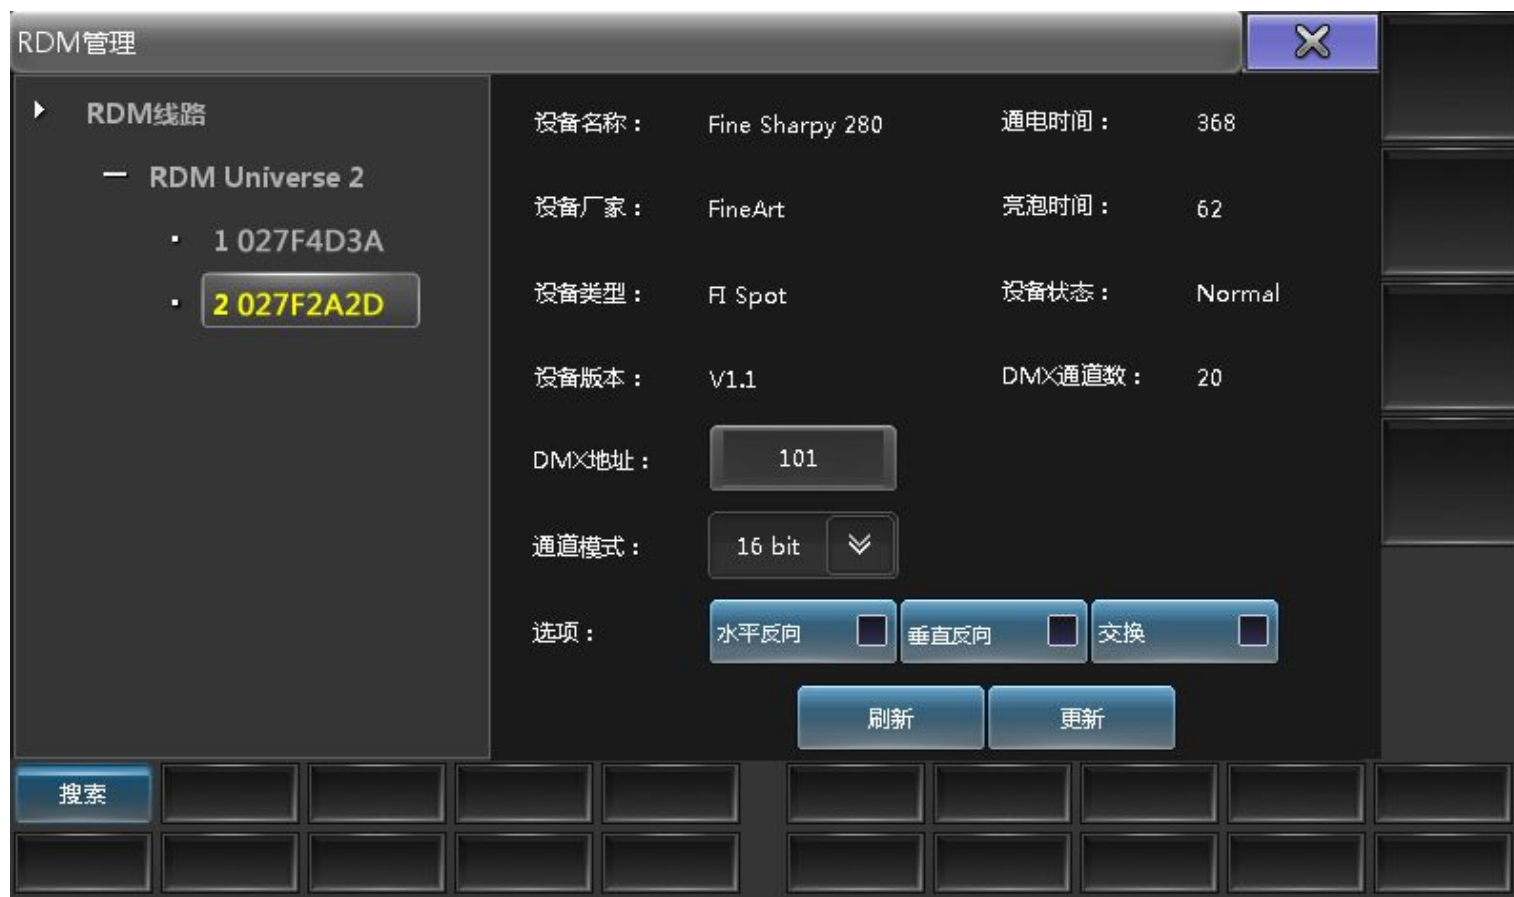 RDM管理
RDM线路
RDM Universe 2
1 027F4D3A
2 027F2A2D
设备名称： Fine Sharpy 280 通电时间： 368
设备厂家： FineArt 亮泡时间： 62
设备类型： FI Spot 设备状态： Normal
设备版本： V1.1 DMX通道数： 20
DMX地址： 101
通道模式： 16 bit
选项： 水平反向 垂直反向 交换
刷新 更新
搜索